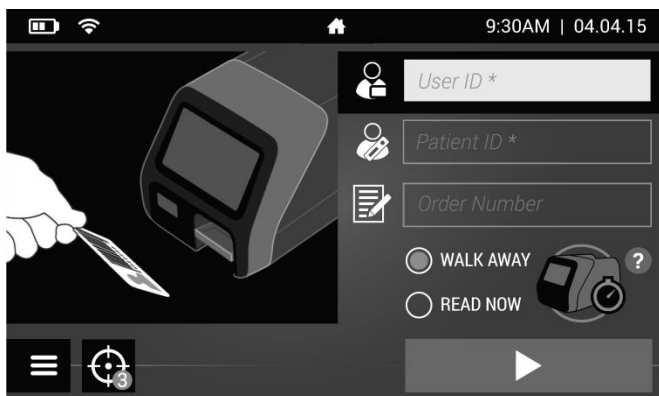 9:30AM | 04.04.15
User ID *
Patient ID *
Order Number
WALK AWAY
?
READ NOW
3